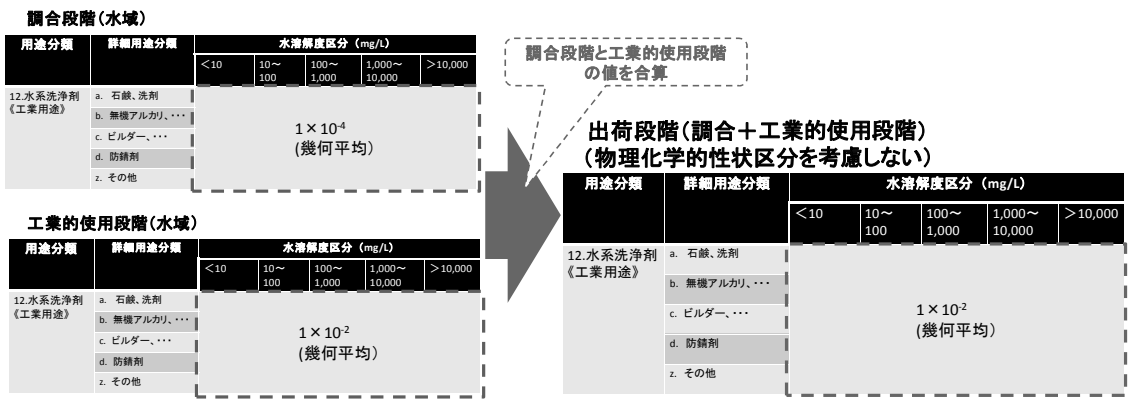 調合段階(水域)
用途分類 詳細用途分類 水溶解度区分(mg/L)
<10 10~100 100~1,000 1,000~10,000 >10,000
12.水系洗浄剤
《工業用途》
a. 石鹸、洗剤
b. 無機アルカリ、・・・
c. ビルダー、・・・
d. 防錆剤
z. その他
1×10-4
(幾何平均)
工業的使用段階(水域)
用途分類 詳細用途分類 水溶解度区分(mg/L)
<10 10~100 100~1,000 1,000~10,000 >10,000
12.水系洗浄剤
《工業用途》
a. 石鹸、洗剤
b. 無機アルカリ、・・・
c. ビルダー、・・・
d. 防錆剤
z. その他
1×10-2
(幾何平均)
調合段階と工業的使用段階
の値を合算
出荷段階(調合+工業的使用段階)
(物理化学的性状区分を考慮しない)
用途分類 詳細用途分類 水溶解度区分(mg/L)
<10 10~100 100~1,000 1,000~10,000 >10,000
12.水系洗浄剤
《工業用途》
a. 石鹸、洗剤
b. 無機アルカリ、・・・
c. ビルダー、・・・
d. 防錆剤
z. その他
1×10-2
(幾何平均)